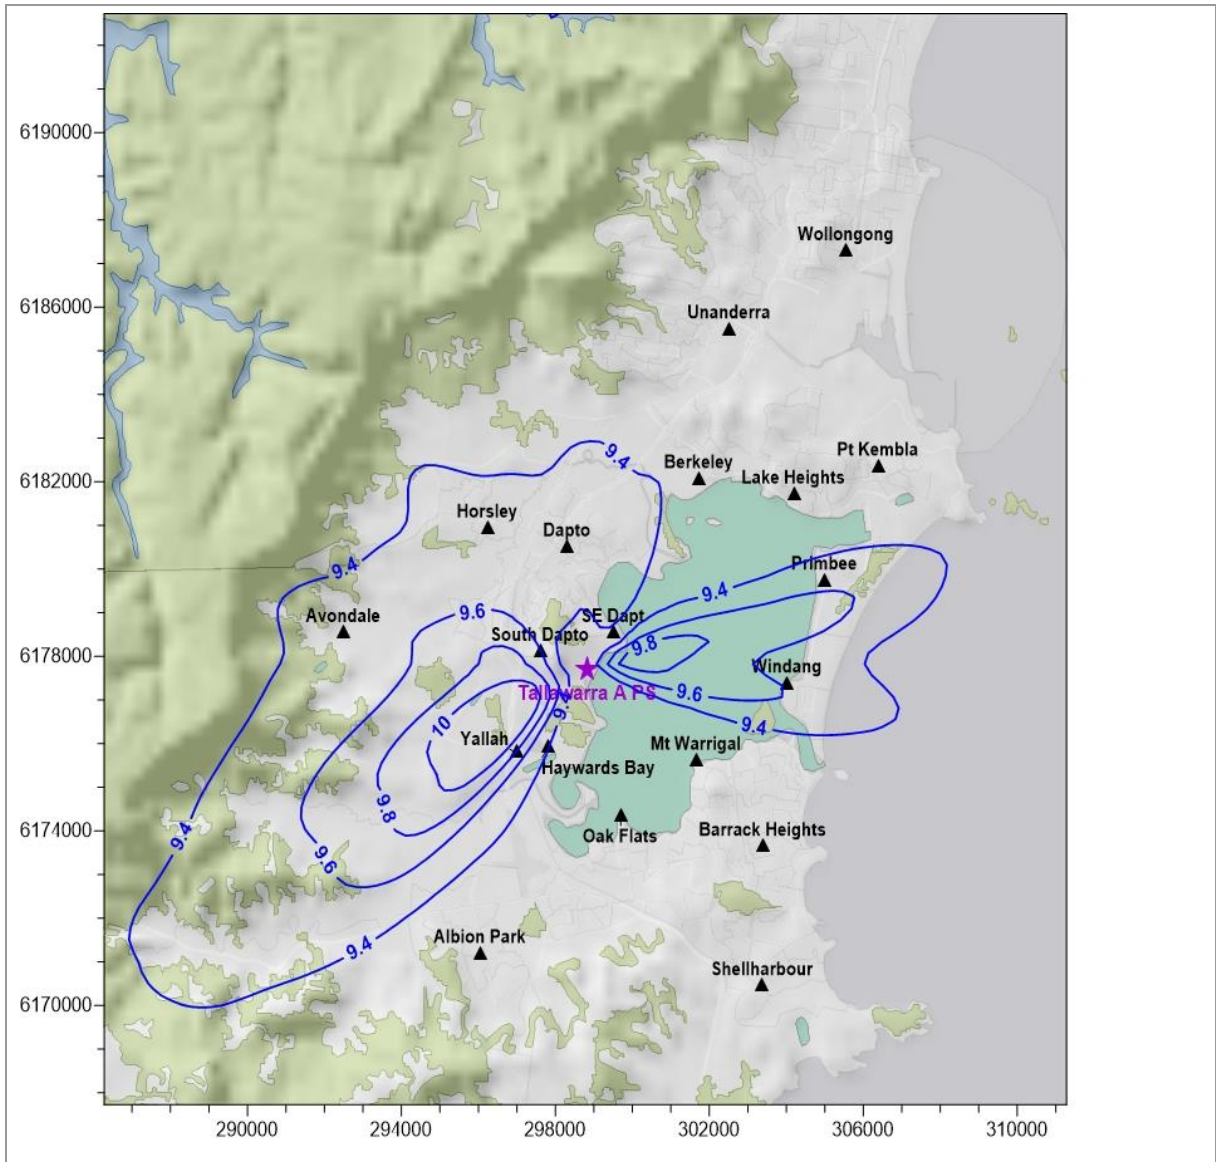 6190000
Wollongong
6186000
Unanderra
9.4
Pt Kembla
Berkeley
6182000
Lake Heights
Horsley
Dapto
9.4
Primbee
9.4
9.6
Avondale
SE Dapt
South Dapto
9.8
6178000
Windang
Tallawarra A PS
9.6
9.4
10
9.4
Yallah
Mt Warrigal
Haywards Bay
9.8
6174000
9.4
Oak Flats
Barrack Heights
9.6
Albion Park
9.4
Shellharbour
6170000
290000
294000
298000
302000
306000
310000